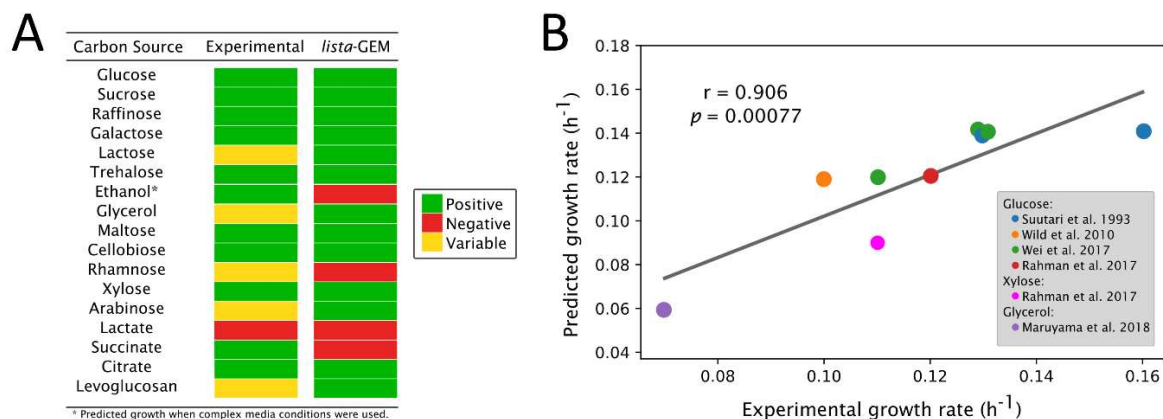 A
Carbon Source Experimental lista-GEM
Glucose
Sucrose
Raffinose
Galactose
Lactose
Trehalose
Ethanol*
Glycerol
Maltose
Cellobiose
Rhamnose
Xylose
Arabinose
Lactate
Succinate
Citrate
Levoglucosan
* Predicted growth when complex media conditions were used.
Positive
Negative
Variable
B
Predicted growth rate (h⁻¹)
0.18
0.16
0.14
0.12
0.10
0.08
0.06
0.04
r = 0.906
p = 0.00077
Glucose:
Suutari et al. 1993
Wild et al. 2010
Wei et al. 2017
Rahman et al. 2017
Xylose:
Rahman et al. 2017
Glycerol:
Maruyama et al. 2018
0.08 0.10 0.12 0.14 0.16
Experimental growth rate (h⁻¹)